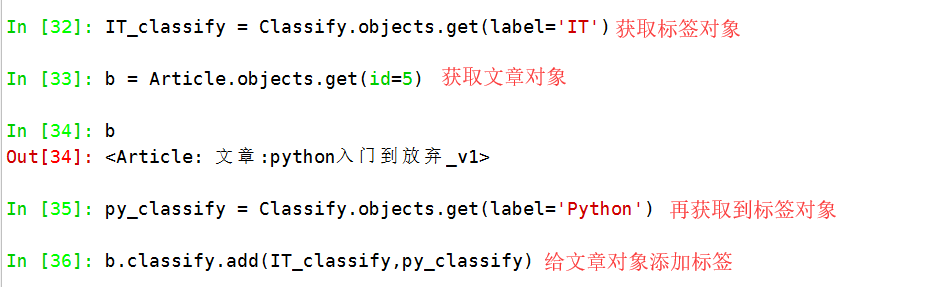 In [32]: IT_classify = Classify.objects.get(label='IT') 获取标签对象
In [33]: b = Article.objects.get(id=5) 获取文章对象
In [34]: b
Out[34]: <Article: 文章:python入门到放弃_v1>
In [35]: py_classify = Classify.objects.get(label='Python') 再获取到标签对象
In [36]: b.classify.add(IT_classify,py_classify) 给文章对象添加标签